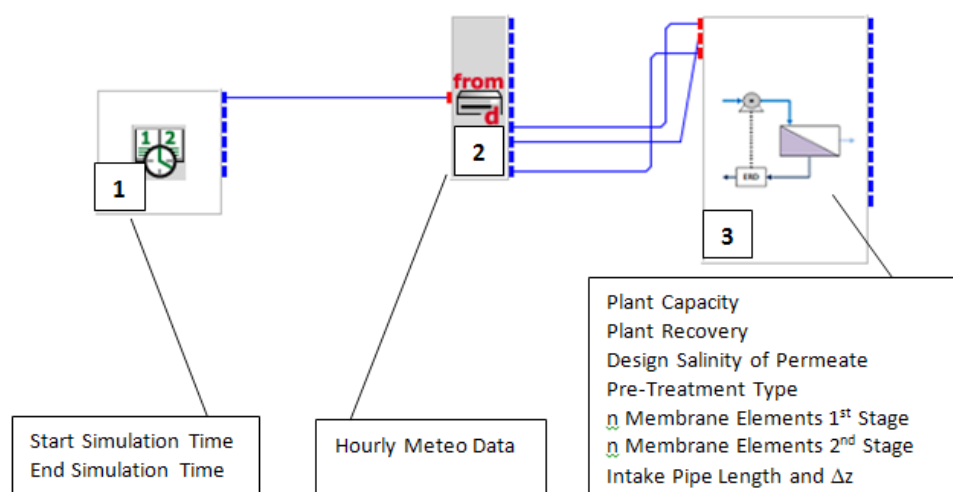 from
d
1 2
1
2
ERD
3
Start Simulation Time
End Simulation Time
Hourly Meteo Data
Plant Capacity
Plant Recovery
Design Salinity of Permeate
Pre-Treatment Type
n Membrane Elements 1st Stage
n Membrane Elements 2nd Stage
Intake Pipe Length and Δz